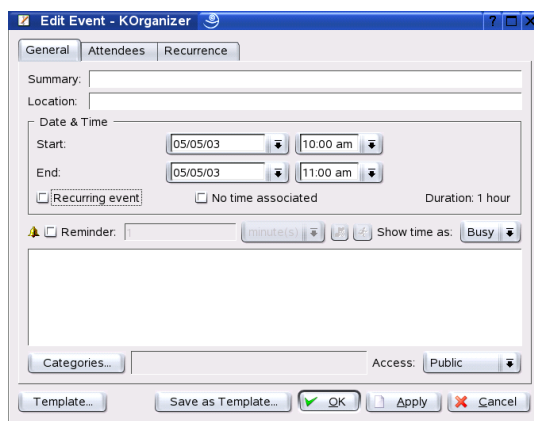 Edit Event - KOrganizer
General Attendees Recurrence
Summary:
Location:
Date & Time
Start: 05/05/03 10:00 am
End: 05/05/03 11:00 am
Recurring event No time associated Duration: 1 hour
Reminder: 1 minute(s) Show time as: Busy
Categories... Access: Public
Template... Save as Template... OK Apply Cancel